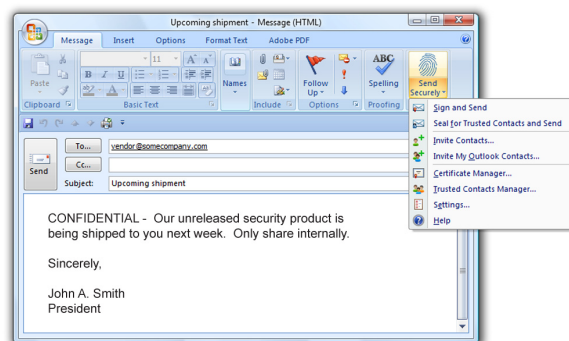 Upcoming shipment - Message (HTML)
Message Insert Options Format Text Adobe PDF
Paste
11
A A
B I U
ab A
Names
Follow Up
ABC
Spelling
Send Securely
Clipboard Basic Text Include Options Proofing
Sign and Send
Seal for Trusted Contacts and Send
Invite Contacts...
Invite My Outlook Contacts...
Certificate Manager...
Trusted Contacts Manager...
Settings...
Help
Send
To... vendor@somecompany.com
Cc...
Subject: Upcoming shipment
CONFIDENTIAL - Our unreleased security product is
being shipped to you next week. Only share internally.
Sincerely,
John A. Smith
President